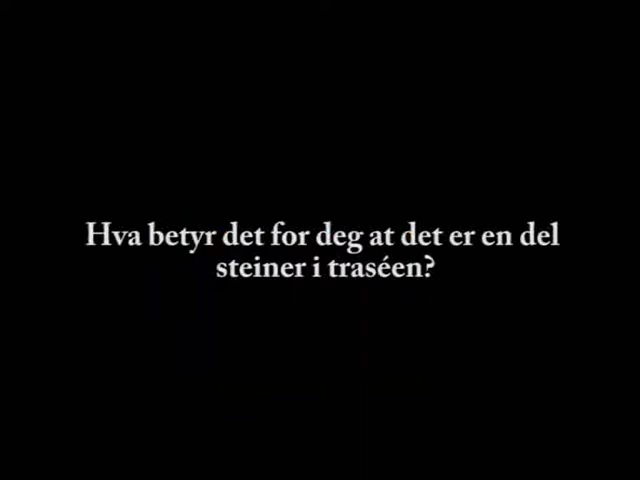 Hva betyr det for deg at det er en del
steiner i traséen?